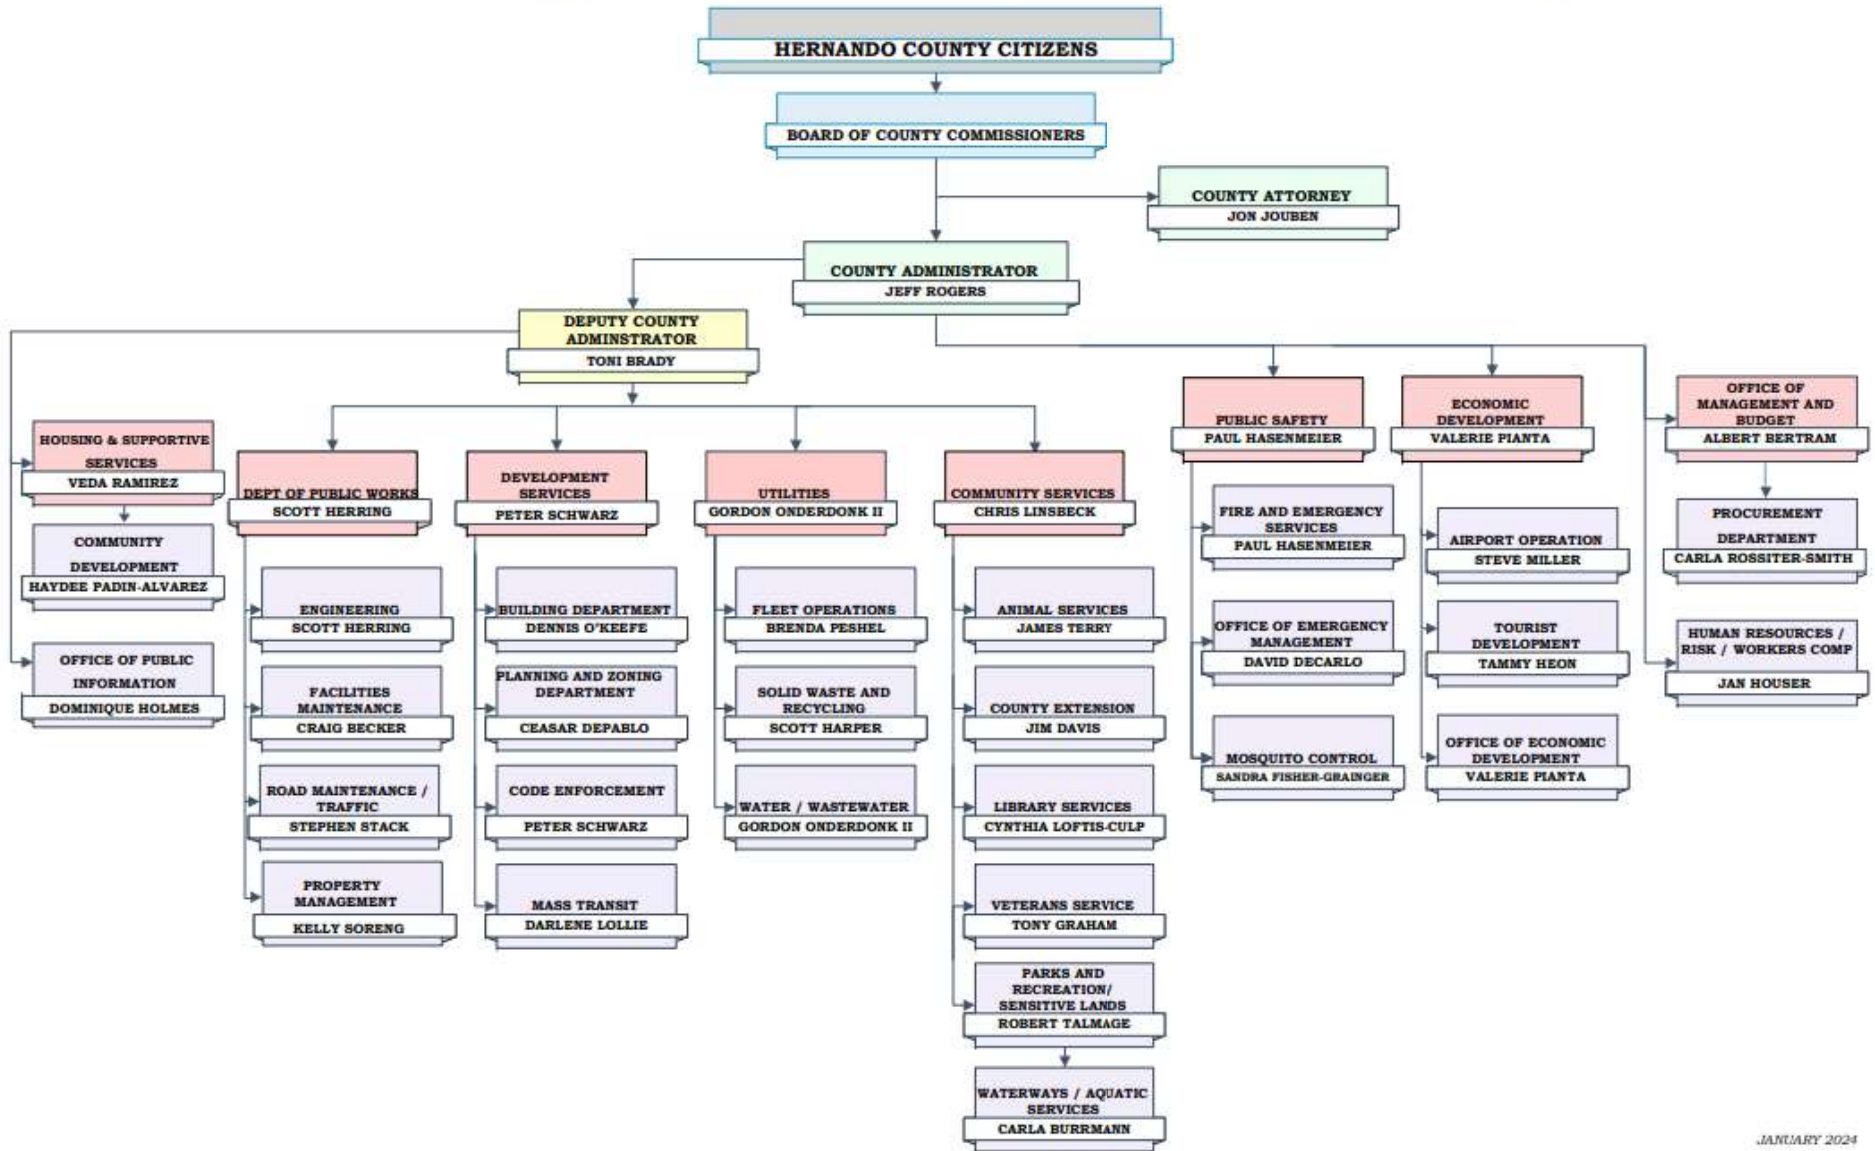 HERNANDO COUNTY CITIZENS
BOARD OF COUNTY COMMISSIONERS
COUNTY ATTORNEY
JON JOUBEN
COUNTY ADMINISTRATOR
JEFF ROGERS
DEPUTY COUNTY
ADMINSTRATOR
TONI BRADY
HOUSING & SUPPORTIVE
SERVICES
VEDA RAMIREZ
COMMUNITY
DEVELOPMENT
HAYDEE PADIN-ALVAREZ
OFFICE OF PUBLIC
INFORMATION
DOMINIQUE HOLMES
DEPT OF PUBLIC WORKS
SCOTT HERRING
ENGINEERING
SCOTT HERRING
FACILITIES
MAINTENANCE
CRAIG BECKER
ROAD MAINTENANCE /
TRAFFIC
STEPHEN STACK
PROPERTY
MANAGEMENT
KELLY SORENG
DEVELOPMENT
SERVICES
PETER SCHWARZ
BUILDING DEPARTMENT
DENNIS O'KEEFE
PLANNING AND ZONING
DEPARTMENT
CEASAR DEPABLO
CODE ENFORCEMENT
PETER SCHWARZ
MASS TRANSIT
DARLENE LOLLIE
UTILITIES
GORDON ONDERDONK II
FLEET OPERATIONS
BRENDA PESHEL
SOLID WASTE AND
RECYCLING
SCOTT HARPER
WATER / WASTEWATER
GORDON ONDERDONK II
COMMUNITY SERVICES
CHRIS LINSBECK
ANIMAL SERVICES
JAMES TERRY
COUNTY EXTENSION
JIM DAVIS
LIBRARY SERVICES
CYNTHIA LOFTIS-CULP
VETERANS SERVICE
TONY GRAHAM
PARKS AND
RECREATION/
SENSITIVE LANDS
ROBERT TALMAGE
WATERWAYS / AQUATIC
SERVICES
CARLA BURRMANN
PUBLIC SAFETY
PAUL HASENMEIER
FIRE AND EMERGENCY
SERVICES
PAUL HASENMEIER
OFFICE OF EMERGENCY
MANAGEMENT
DAVID DECARLO
MOSQUITO CONTROL
SANDRA FISHER-GRAINGER
ECONOMIC
DEVELOPMENT
VALERIE PIANTA
AIRPORT OPERATION
STEVE MILLER
TOURIST
DEVELOPMENT
TAMMY HEON
OFFICE OF ECONOMIC
DEVELOPMENT
VALERIE PIANTA
OFFICE OF
MANAGEMENT AND
BUDGET
ALBERT BERTRAM
PROCUREMENT
DEPARTMENT
CARLA ROSSITER-SMITH
HUMAN RESOURCES /
RISK / WORKERS COMP
JAN HOUSER
JANUARY 2024